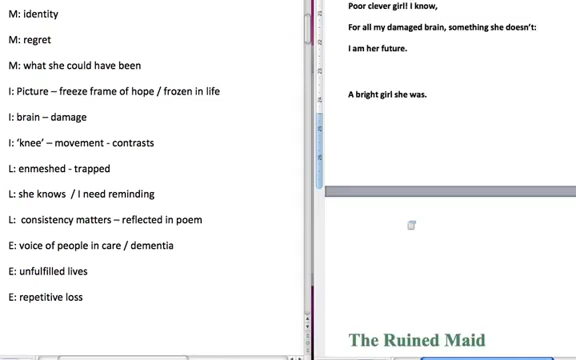 M: identity
M: regret
M: what she could have been
I: Picture – freeze frame of hope / frozen in life
I: brain – damage
I: 'knee' – movement - contrasts
L: enmeshed - trapped
L: she knows  / I need reminding
L:  consistency matters – reflected in poem
E: voice of people in care / dementia
E: unfulfilled lives
E: repetitive loss
Poor clever girl! I know,
For all my damaged brain, something she doesn't:
I am her future.
A bright girl she was.
The Ruined Maid